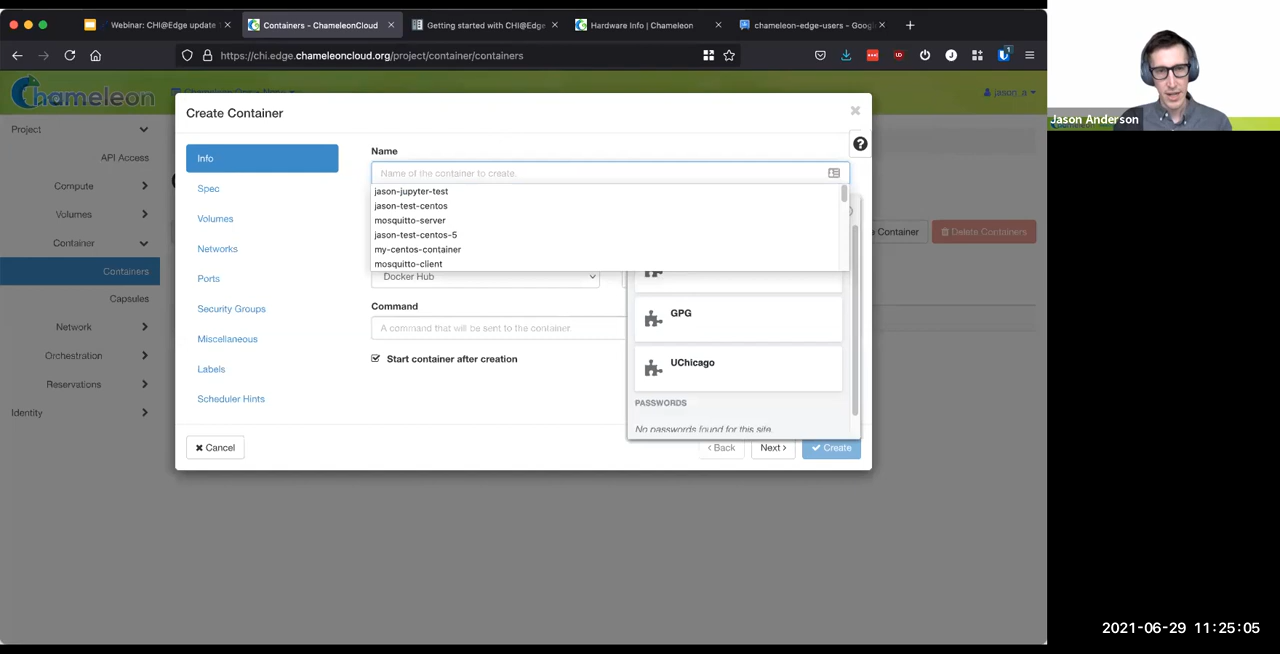 Webinar: CHI@Edge update
Containers - ChameleonCloud
Getting started with CHI@Edge
Hardware Info | Chameleon
chameleon-edge-users - Goog
https://chi.edge.chameleoncloud.org/project/container/containers
Chameleon
jason_a
Jason Anderson
Project
API Access
Compute
Volumes
Container
Containers
Capsules
Network
Orchestration
Reservations
Identity
Create Container
Info
Spec
Volumes
Networks
Ports
Security Groups
Miscellaneous
Labels
Scheduler Hints
Name
Name of the container to create.
jason-jupyter-test
jason-test-centos
mosquitto-server
jason-test-centos-5
my-centos-container
mosquitto-client
Docker Hub
Command
A command that will be sent to the container.
Start container after creation
GPG
UChicago
PASSWORDS
No passwords found for this site.
Cancel
Back
Next
Create
Container
Delete Containers
2021-06-29 11:25:05